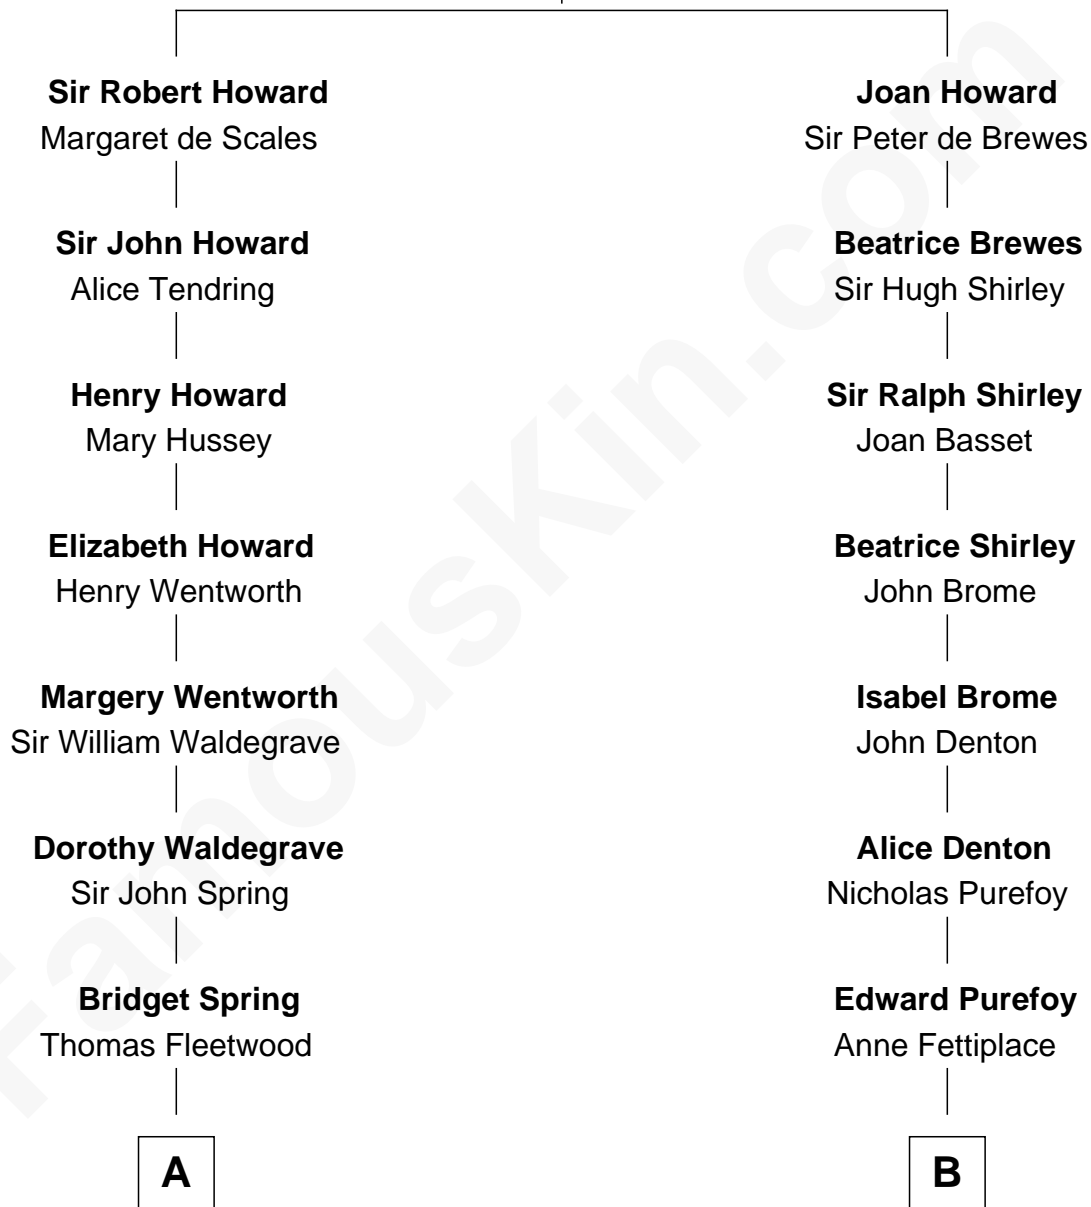 Sir Robert Howard
Margaret de Scales
Joan Howard
Sir Peter de Brewes
Sir John Howard
Alice Tendring
Beatrice Brewes
Sir Hugh Shirley
Henry Howard
Mary Hussey
Sir Ralph Shirley
Joan Basset
Elizabeth Howard
Henry Wentworth
Beatrice Shirley
John Brome
Margery Wentworth
Sir William Waldegrave
Isabel Brome
John Denton
Dorothy Waldegrave
Sir John Spring
Alice Denton
Nicholas Purefoy
Bridget Spring
Thomas Fleetwood
Edward Purefoy
Anne Fettiplace
A
B
FamousKin.com